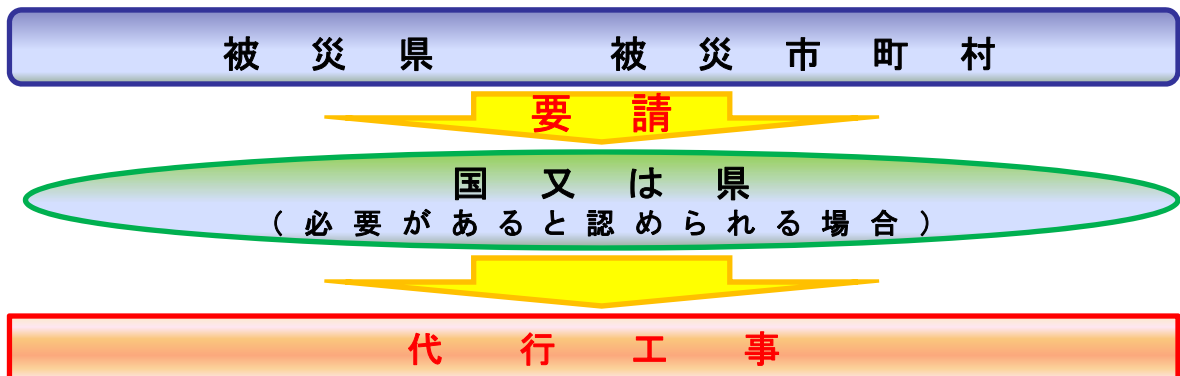 被災県　被災市町村
要請
国又は県
(必要があると認められる場合)
代行工事